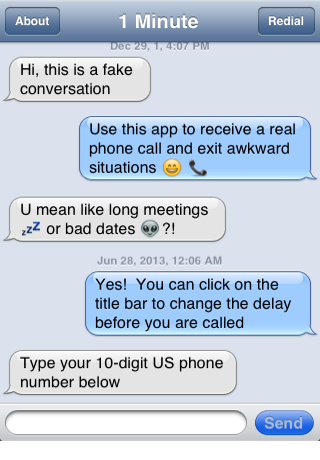 About 1 Minute Redial
Dec 29, 1, 4:07 PM
Hi, this is a fake
conversation
Use this app to receive a real
phone call and exit awkward
situations 😄 📞
U mean like long meetings
💤 or bad dates 👽 ?!
Jun 28, 2013, 12:06 AM
Yes!  You can click on the
title bar to change the delay
before you are called
Type your 10-digit US phone
number below
Send